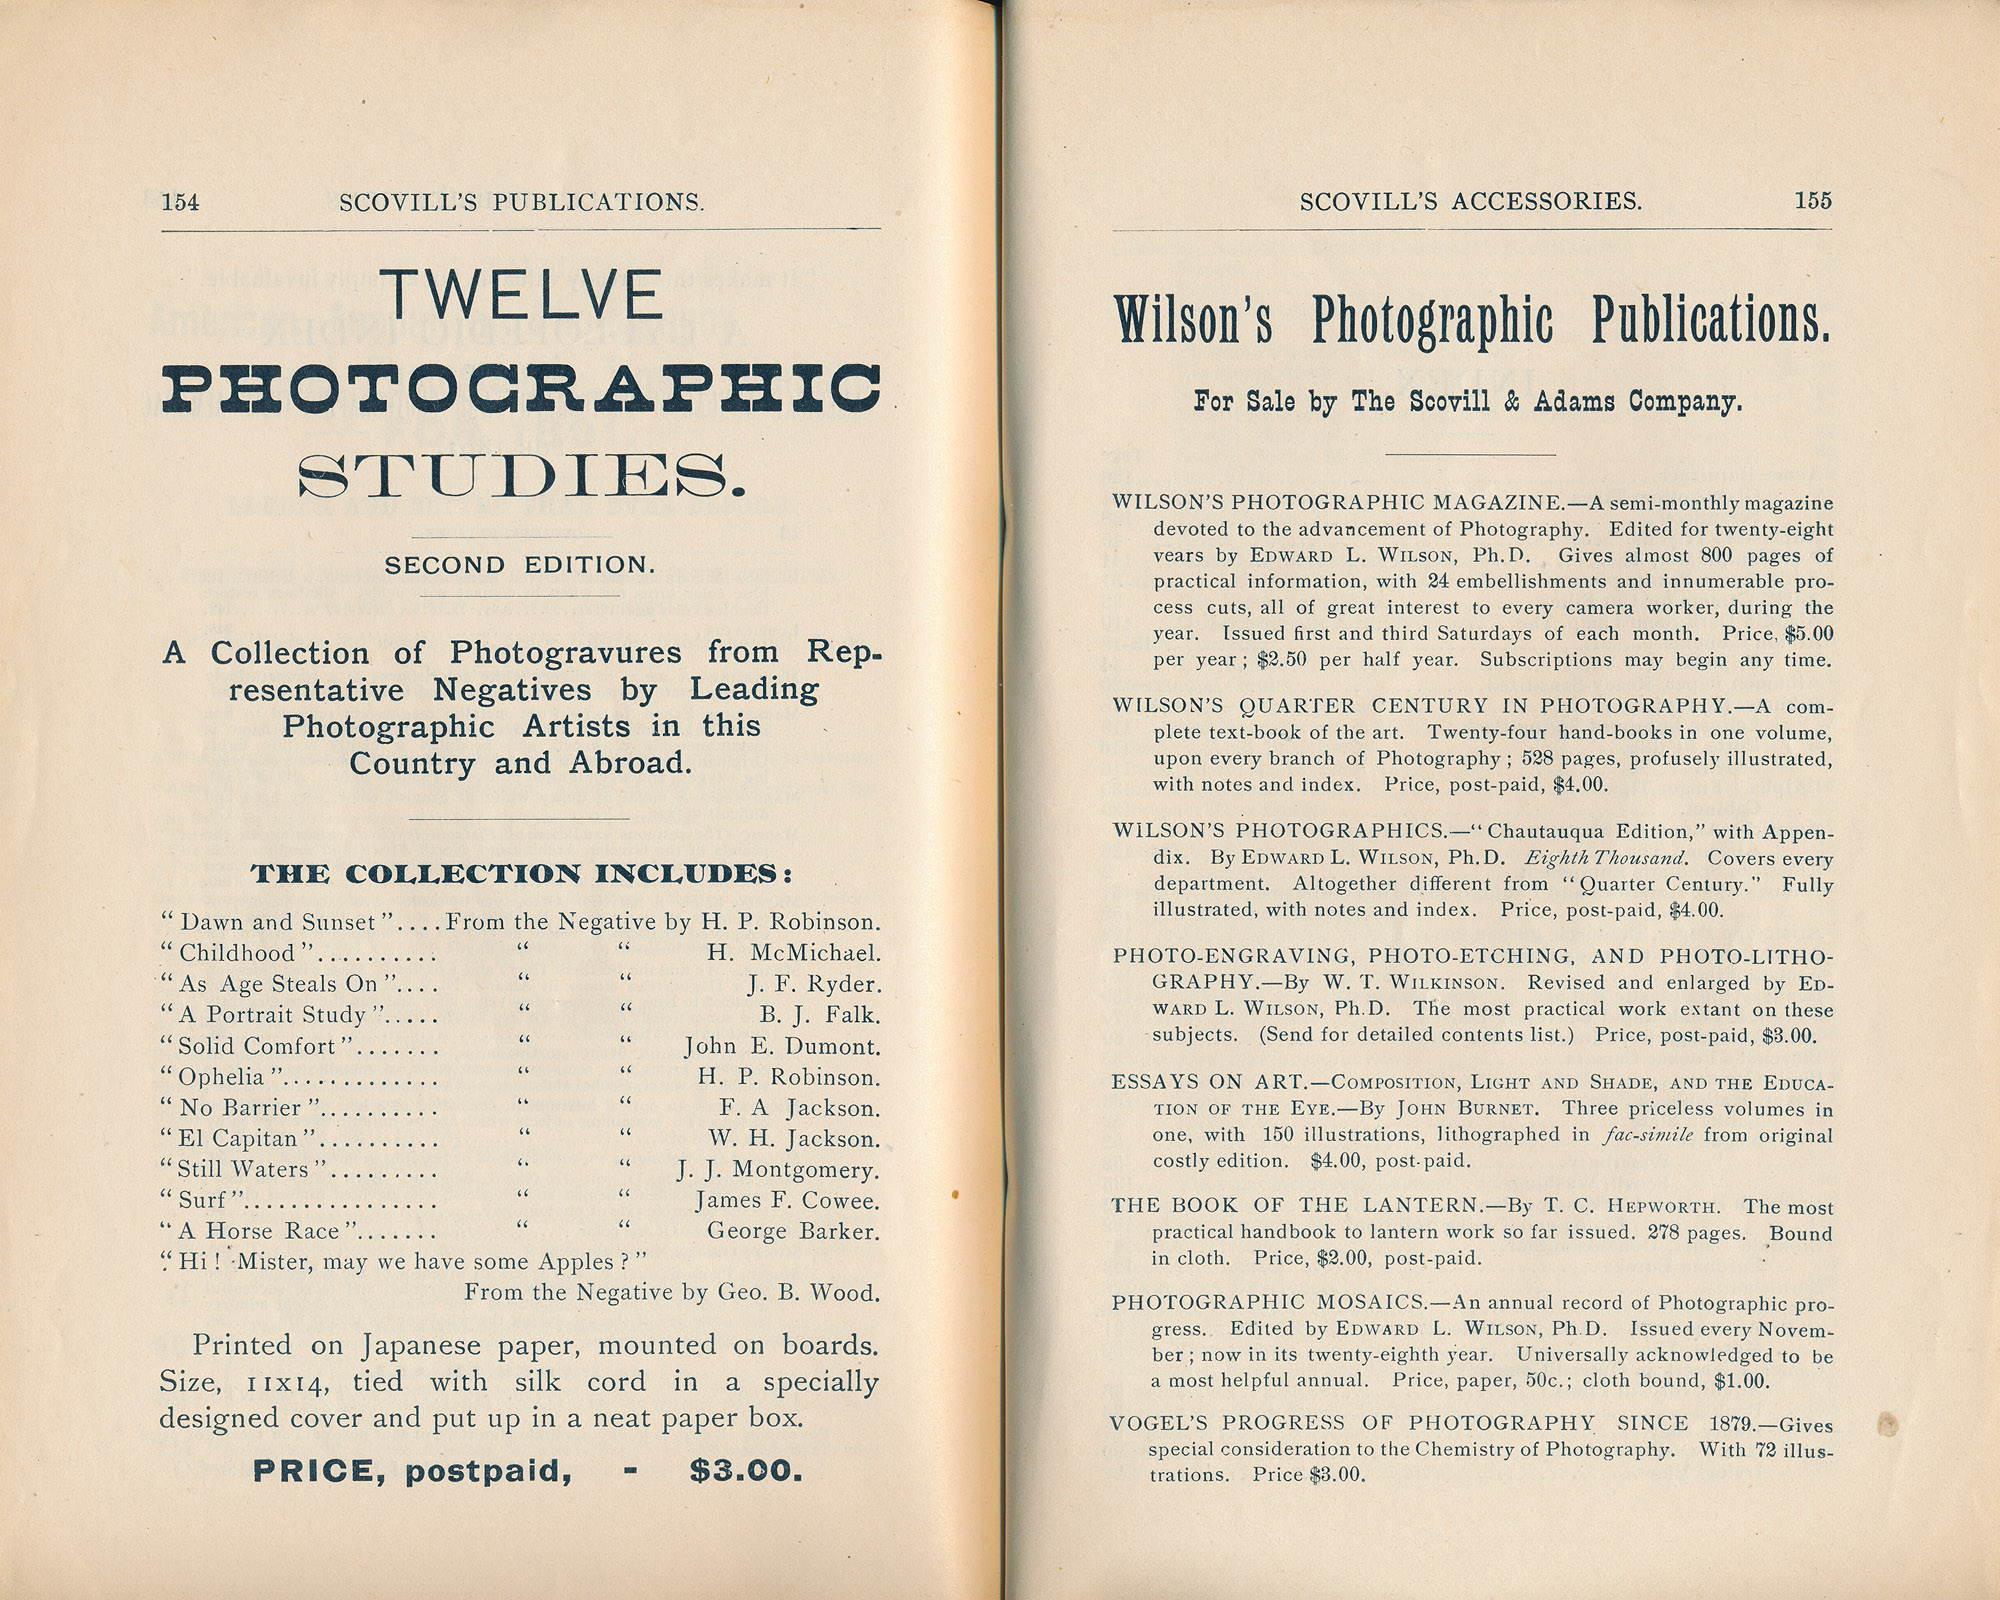 154 SCOVILL'S PUBLICATIONS.
TWELVE
PHOTOGRAPHIC
STUDIES.
SECOND EDITION.
A Collection of Photogravures from Rep-
resentative Negatives by Leading
Photographic Artists in this
Country and Abroad.
THE COLLECTION INCLUDES:
“Dawn and Sunset”....From the Negative by H. P. Robinson.
“Childhood”.......... “ “ H. McMichael.
“As Age Steals On”.... “ “ J. F. Ryder.
“A Portrait Study”..... “ “ B. J. Falk.
“Solid Comfort”....... “ “ John E. Dumont.
“Ophelia”............. “ “ H. P. Robinson.
“No Barrier”.......... “ “ F. A Jackson.
“El Capitan”.......... “ “ W. H. Jackson.
“Still Waters”......... “ “ J. J. Montgomery.
“Surf”................ “ “ James F. Cowee.
“A Horse Race”....... “ “ George Barker.
“Hi! Mister, may we have some Apples?”
From the Negative by Geo. B. Wood.
Printed on Japanese paper, mounted on boards.
Size, 11x14, tied with silk cord in a specially
designed cover and put up in a neat paper box.
PRICE, postpaid, - $3.00.
SCOVILL'S ACCESSORIES. 155
Wilson's Photographic Publications.
For Sale by The Scovill & Adams Company.
WILSON'S PHOTOGRAPHIC MAGAZINE.—A semi-monthly magazine
devoted to the advancement of Photography. Edited for twenty-eight
years by EDWARD L. WILSON, Ph.D. Gives almost 800 pages of
practical information, with 24 embellishments and innumerable pro-
cess cuts, all of great interest to every camera worker, during the
year. Issued first and third Saturdays of each month. Price, $5.00
per year; $2.50 per half year. Subscriptions may begin any time.
WILSON'S QUARTER CENTURY IN PHOTOGRAPHY.—A com-
plete text-book of the art. Twenty-four hand-books in one volume,
upon every branch of Photography; 528 pages, profusely illustrated,
with notes and index. Price, post-paid, $4.00.
WILSON'S PHOTOGRAPHICS.—“Chautauqua Edition,” with Appen-
dix. By EDWARD L. WILSON, Ph.D. Eighth Thousand. Covers every
department. Altogether different from “Quarter Century.” Fully
illustrated, with notes and index. Price, post-paid, $4.00.
PHOTO-ENGRAVING, PHOTO-ETCHING, AND PHOTO-LITHO-
GRAPHY.—By W. T. WILKINSON. Revised and enlarged by ED-
WARD L. WILSON, Ph.D. The most practical work extant on these
subjects. (Send for detailed contents list.) Price, post-paid, $3.00.
ESSAYS ON ART.—COMPOSITION, LIGHT AND SHADE, AND THE EDUCA-
TION OF THE EYE.—By JOHN BURNET. Three priceless volumes in
one, with 150 illustrations, lithographed in fac-simile from original
costly edition. $4.00, post-paid.
THE BOOK OF THE LANTERN.—By T. C. HEPWORTH. The most
practical handbook to lantern work so far issued. 278 pages. Bound
in cloth. Price, $2.00, post-paid.
PHOTOGRAPHIC MOSAICS.—An annual record of Photographic pro-
gress. Edited by EDWARD L. WILSON, Ph.D. Issued every Novem-
ber; now in its twenty-eighth year. Universally acknowledged to be
a most helpful annual. Price, paper, 50c.; cloth bound, $1.00.
VOGEL'S PROGRESS OF PHOTOGRAPHY SINCE 1879.—Gives
special consideration to the Chemistry of Photography. With 72 illus-
trations. Price $3.00.